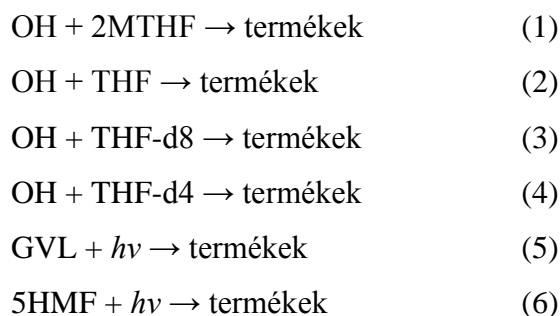 OH + 2MTHF → termékek (1)
OH + THF → termékek (2)
OH + THF-d8 → termékek (3)
OH + THF-d4 → termékek (4)
GVL + hν → termékek (5)
5HMF + hν → termékek (6)